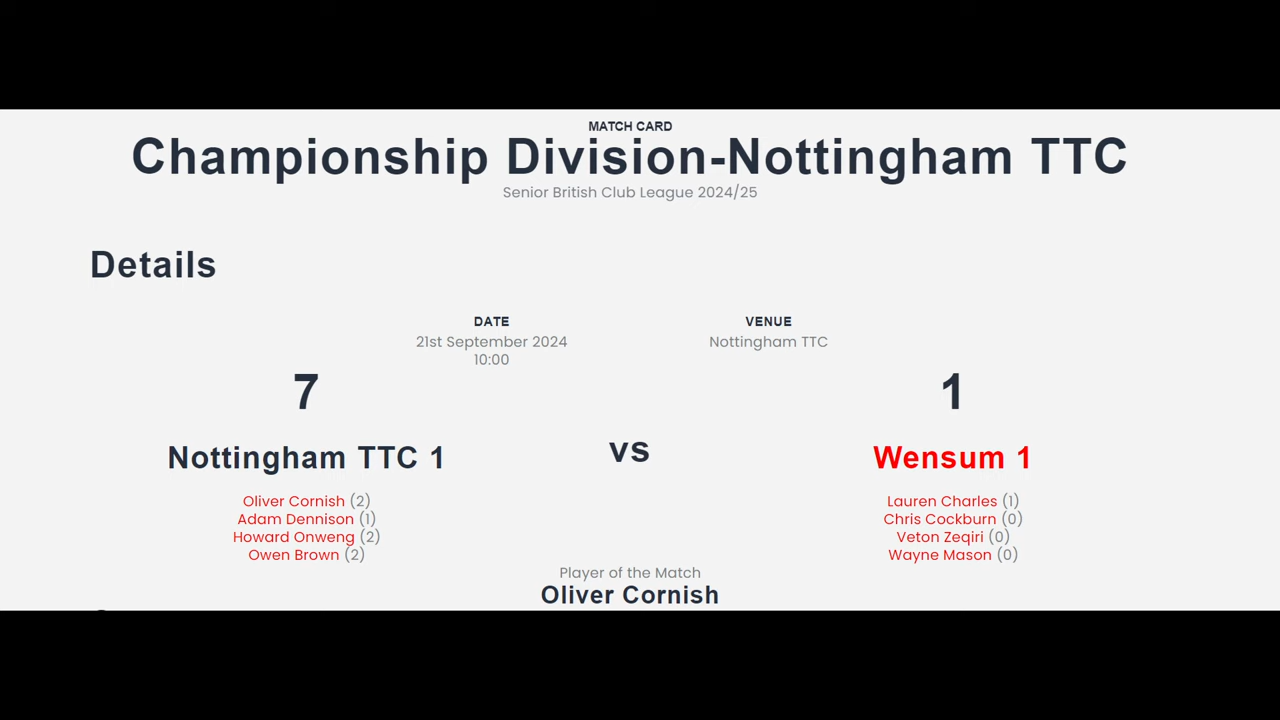 MATCH CARD
Championship Division-Nottingham TTC
Senior British Club League 2024/25
Details
DATE
VENUE
21st September 2024
Nottingham TTC
10:00
7
1
vs
Nottingham TTC 1
Wensum 1
Oliver Cornish (2)
Lauren Charles (1)
Adam Dennison (1)
Chris Cockburn (0)
Howard Onweng (2)
Veton Zeqiri (0)
Owen Brown (2)
Wayne Mason (0)
Player of the Match
Oliver Cornish